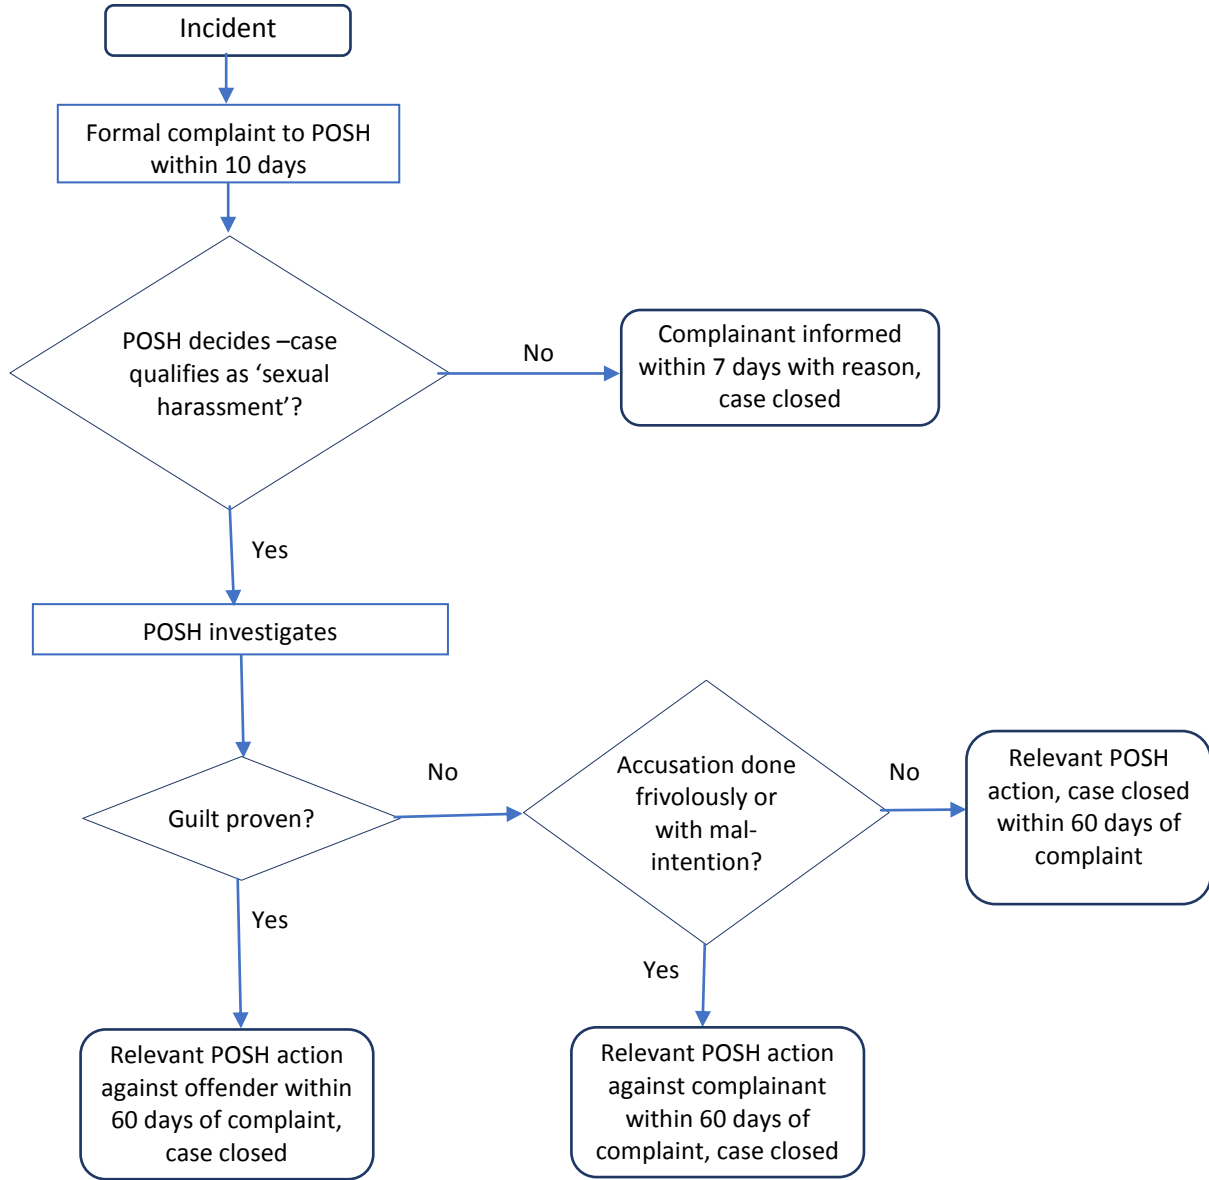 Incident
Formal complaint to POSH
within 10 days
POSH decides –case
qualifies as ‘sexual
harassment’?
No
Complainant informed
within 7 days with reason,
case closed
Yes
POSH investigates
Guilt proven?
No
Accusation done
frivolously or
with mal-
intention?
No
Relevant POSH
action, case closed
within 60 days of
complaint
Yes
Yes
Relevant POSH action
against offender within
60 days of complaint,
case closed
Relevant POSH action
against complainant
within 60 days of
complaint, case closed